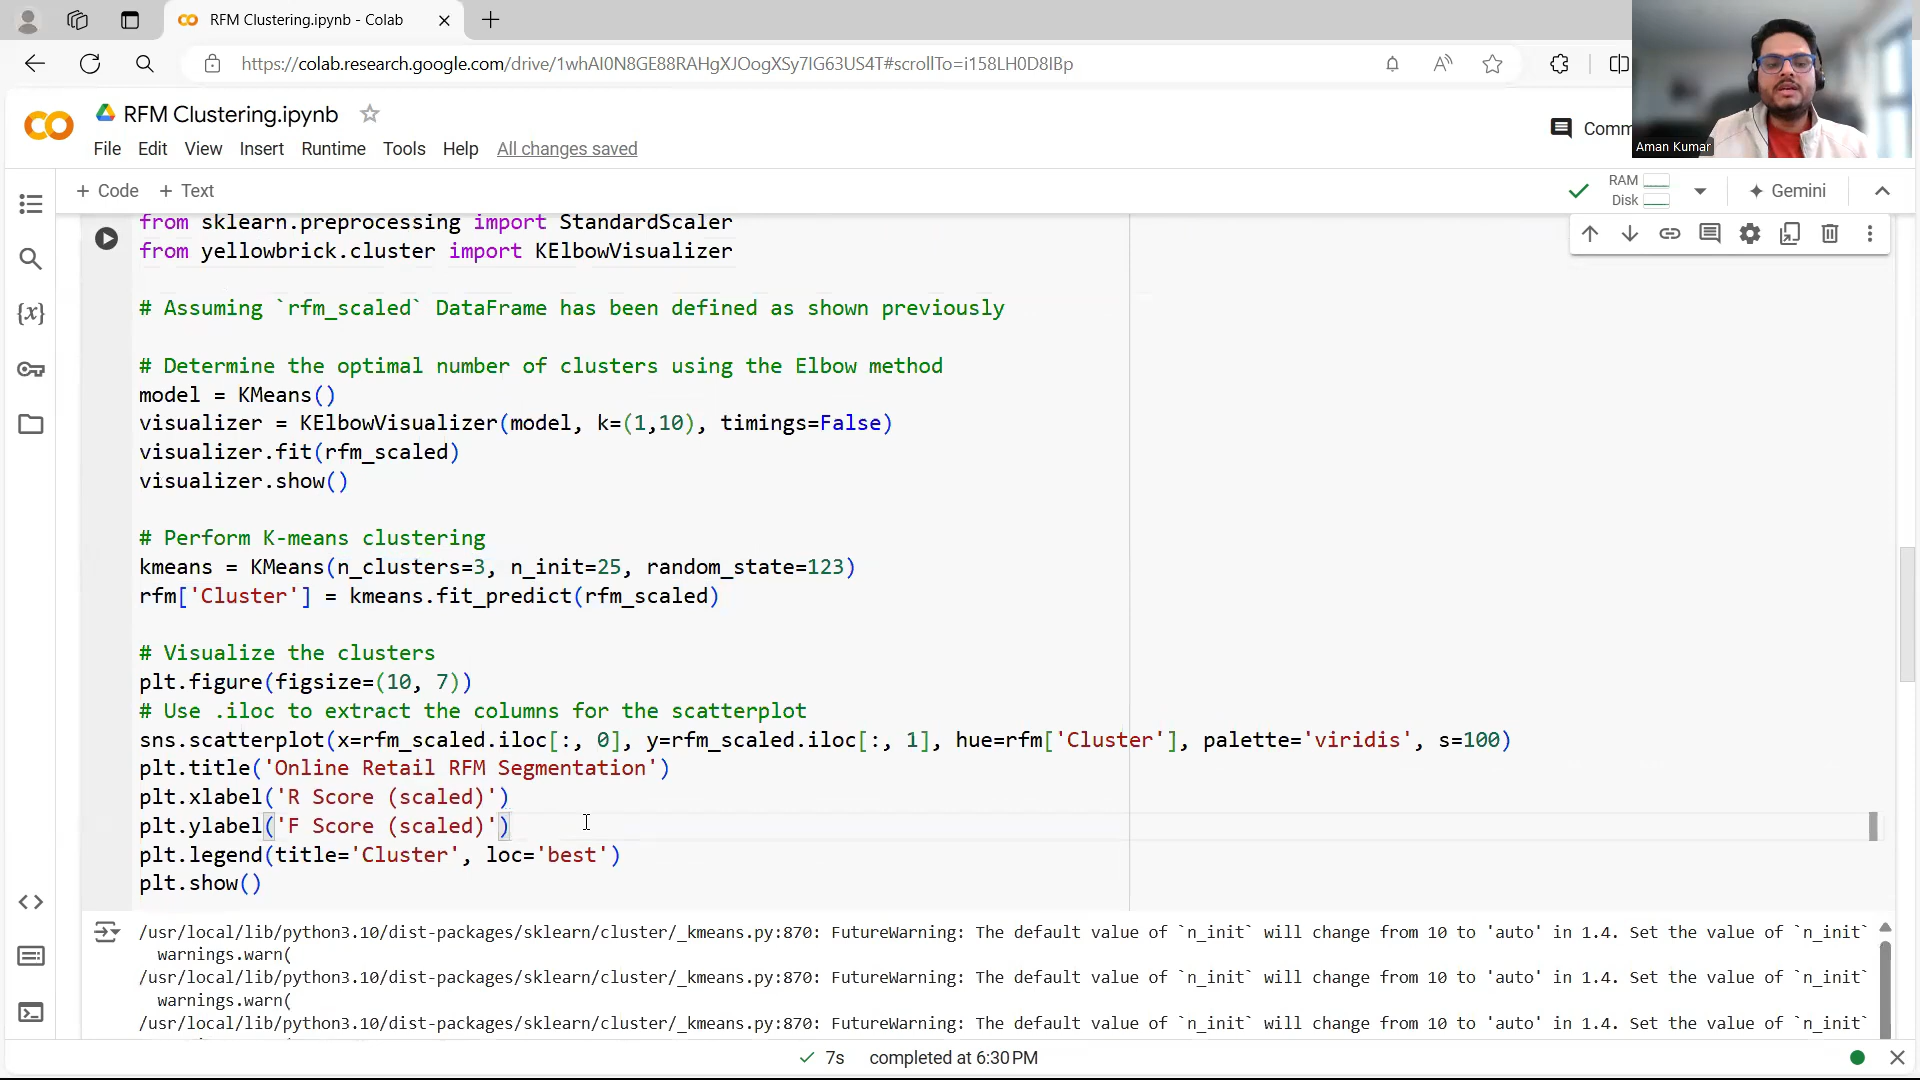 RFM Clustering.ipynb - Colab
https://colab.research.google.com/drive/1whAI0N8GE88RAHgXJOogXSy7IG63US4T#scrollTo=i158LH0D8IBp
Aman Kumar
RFM Clustering.ipynb
File Edit View Insert Runtime Tools Help All changes saved
Comm
+ Code + Text
RAM
Disk
Gemini
from sklearn.preprocessing import StandardScaler
from yellowbrick.cluster import KElbowVisualizer
# Assuming `rfm_scaled` DataFrame has been defined as shown previously
# Determine the optimal number of clusters using the Elbow method
model = KMeans()
visualizer = KElbowVisualizer(model, k=(1,10), timings=False)
visualizer.fit(rfm_scaled)
visualizer.show()
# Perform K-means clustering
kmeans = KMeans(n_clusters=3, n_init=25, random_state=123)
rfm['Cluster'] = kmeans.fit_predict(rfm_scaled)
# Visualize the clusters
plt.figure(figsize=(10, 7))
# Use .iloc to extract the columns for the scatterplot
sns.scatterplot(x=rfm_scaled.iloc[:, 0], y=rfm_scaled.iloc[:, 1], hue=rfm['Cluster'], palette='viridis', s=100)
plt.title('Online Retail RFM Segmentation')
plt.xlabel('R Score (scaled)')
plt.ylabel('F Score (scaled)')
plt.legend(title='Cluster', loc='best')
plt.show()
/usr/local/lib/python3.10/dist-packages/sklearn/cluster/_kmeans.py:870: FutureWarning: The default value of `n_init` will change from 10 to 'auto' in 1.4. Set the value of `n_init`
warnings.warn(
/usr/local/lib/python3.10/dist-packages/sklearn/cluster/_kmeans.py:870: FutureWarning: The default value of `n_init` will change from 10 to 'auto' in 1.4. Set the value of `n_init`
warnings.warn(
/usr/local/lib/python3.10/dist-packages/sklearn/cluster/_kmeans.py:870: FutureWarning: The default value of `n_init` will change from 10 to 'auto' in 1.4. Set the value of `n_init`
7s completed at 6:30 PM